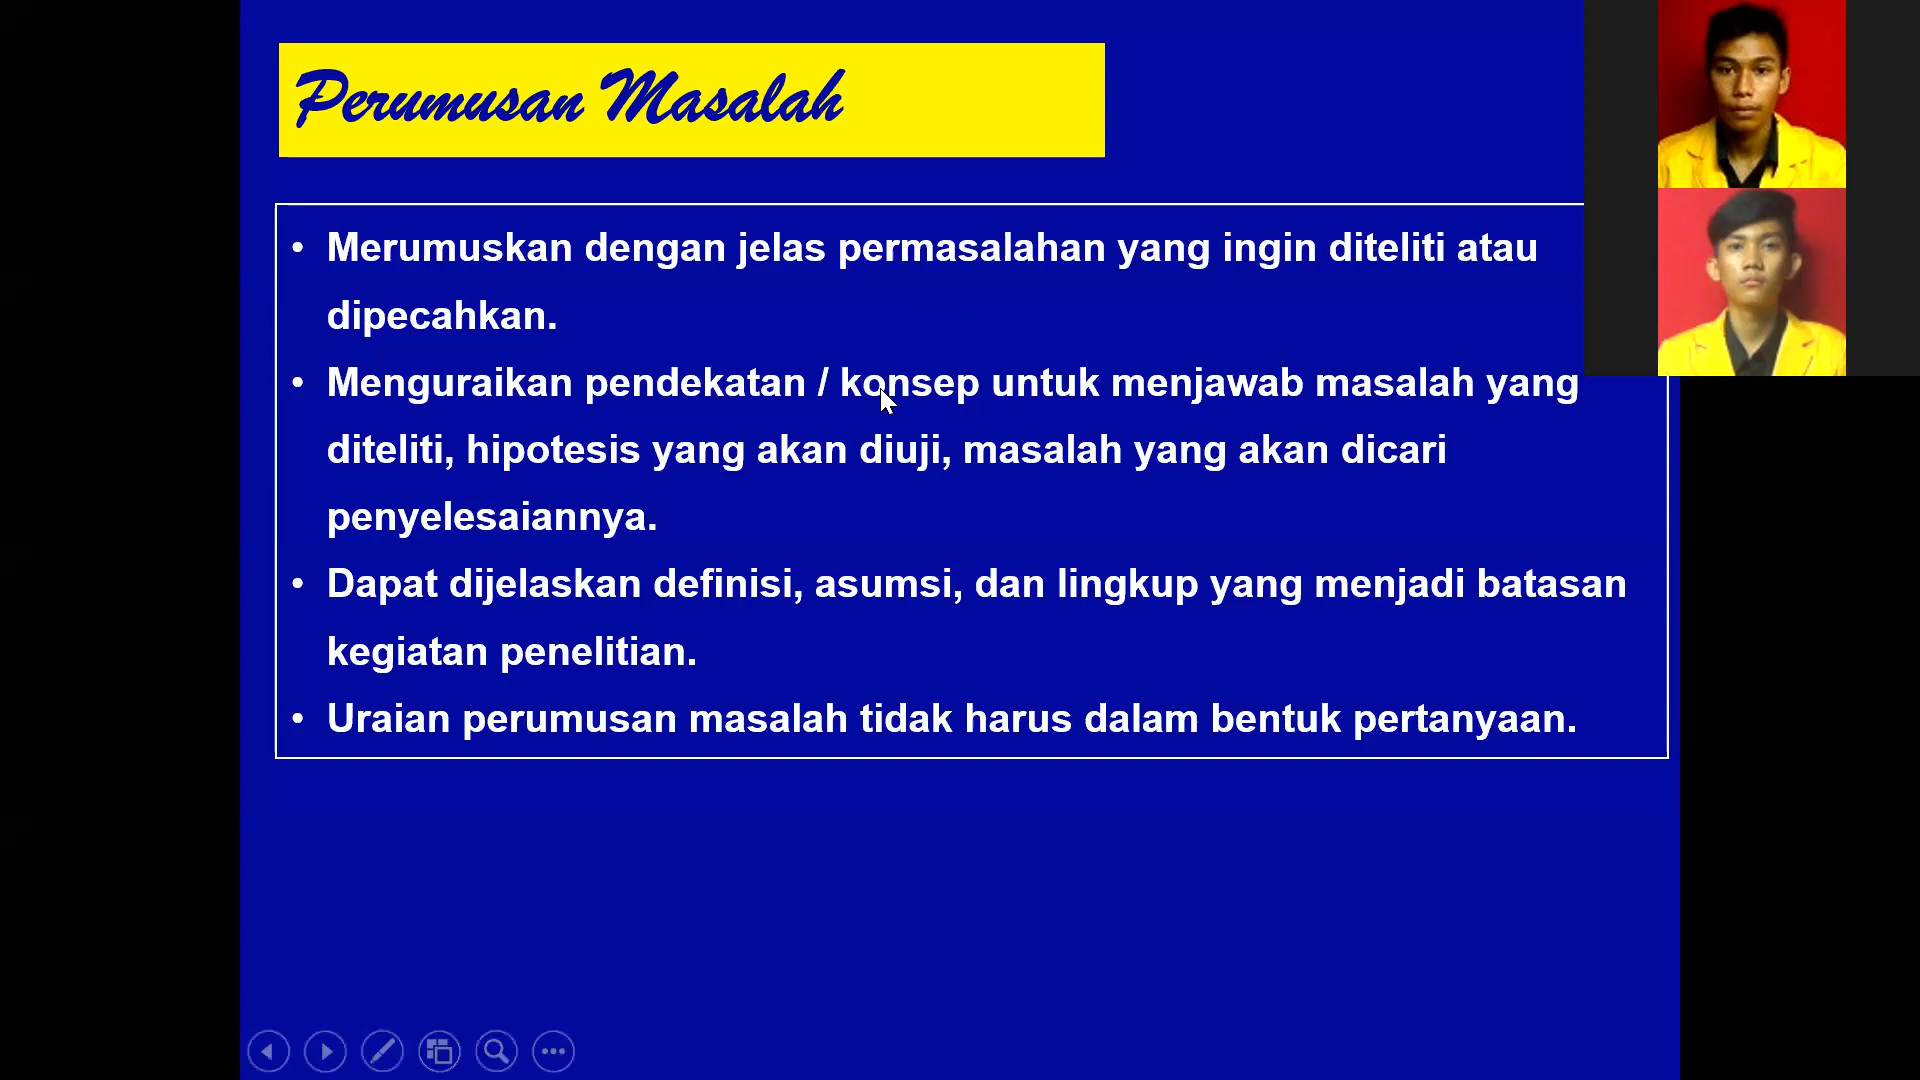 Perumusan Masalah
• Merumuskan dengan jelas permasalahan yang ingin diteliti atau
dipecahkan.
• Menguraikan pendekatan / konsep untuk menjawab masalah yang
diteliti, hipotesis yang akan diuji, masalah yang akan dicari
penyelesaiannya.
• Dapat dijelaskan definisi, asumsi, dan lingkup yang menjadi batasan
kegiatan penelitian.
• Uraian perumusan masalah tidak harus dalam bentuk pertanyaan.